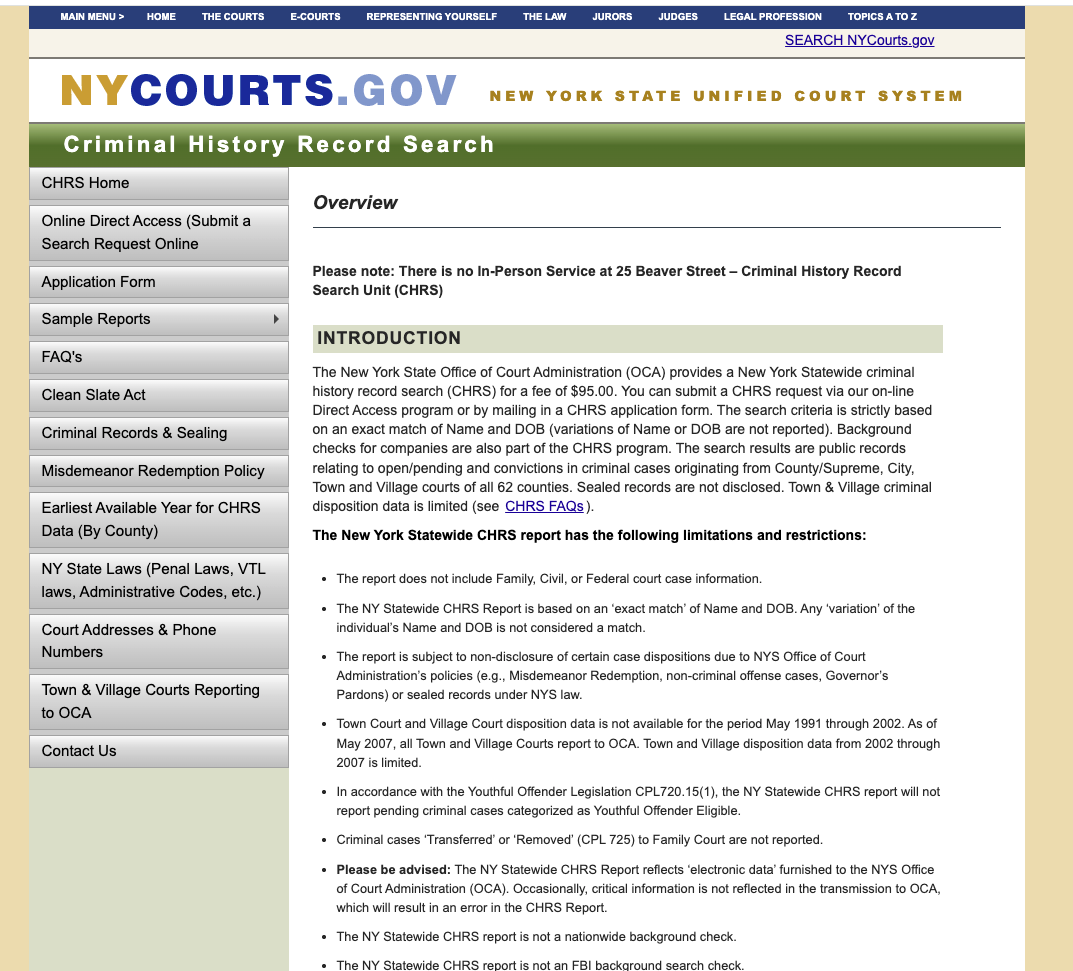 MAIN MENU > HOME THE COURTS E-COURTS REPRESENTING YOURSELF THE LAW JURORS JUDGES LEGAL PROFESSION TOPICS A TO Z
SEARCH NYCourts.gov
NYCOURTS.GOV NEW YORK STATE UNIFIED COURT SYSTEM
Criminal History Record Search
CHRS Home
Online Direct Access (Submit a
Search Request Online
Application Form
Sample Reports
FAQ's
Clean Slate Act
Criminal Records & Sealing
Misdemeanor Redemption Policy
Earliest Available Year for CHRS
Data (By County)
NY State Laws (Penal Laws, VTL
laws, Administrative Codes, etc.)
Court Addresses & Phone
Numbers
Town & Village Courts Reporting
to OCA
Contact Us
Overview
Please note: There is no In-Person Service at 25 Beaver Street – Criminal History Record
Search Unit (CHRS)
INTRODUCTION
The New York State Office of Court Administration (OCA) provides a New York Statewide criminal
history record search (CHRS) for a fee of $95.00. You can submit a CHRS request via our on-line
Direct Access program or by mailing in a CHRS application form. The search criteria is strictly based
on an exact match of Name and DOB (variations of Name or DOB are not reported). Background
checks for companies are also part of the CHRS program. The search results are public records
relating to open/pending and convictions in criminal cases originating from County/Supreme, City,
Town and Village courts of all 62 counties. Sealed records are not disclosed. Town & Village criminal
disposition data is limited (see CHRS FAQs ).
The New York Statewide CHRS report has the following limitations and restrictions:
• The report does not include Family, Civil, or Federal court case information.
• The NY Statewide CHRS Report is based on an ‘exact match’ of Name and DOB. Any ‘variation’ of the
individual’s Name and DOB is not considered a match.
• The report is subject to non-disclosure of certain case dispositions due to NYS Office of Court
Administration’s policies (e.g., Misdemeanor Redemption, non-criminal offense cases, Governor’s
Pardons) or sealed records under NYS law.
• Town Court and Village Court disposition data is not available for the period May 1991 through 2002. As of
May 2007, all Town and Village Courts report to OCA. Town and Village disposition data from 2002 through
2007 is limited.
• In accordance with the Youthful Offender Legislation CPL720.15(1), the NY Statewide CHRS report will not
report pending criminal cases categorized as Youthful Offender Eligible.
• Criminal cases ‘Transferred’ or ‘Removed’ (CPL 725) to Family Court are not reported.
• Please be advised: The NY Statewide CHRS Report reflects ‘electronic data’ furnished to the NYS Office
of Court Administration (OCA). Occasionally, critical information is not reflected in the transmission to OCA,
which will result in an error in the CHRS Report.
• The NY Statewide CHRS report is not a nationwide background check.
• The NY Statewide CHRS report is not an FBI background search check.